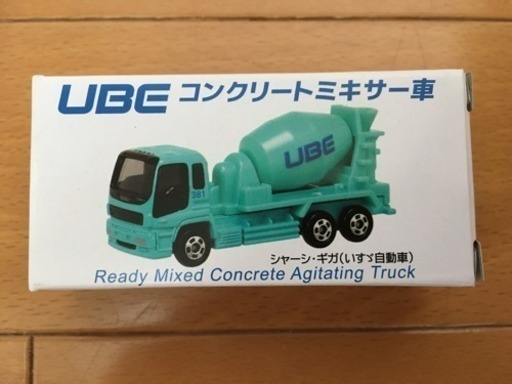 UBE コンクリートミキサー車
UBE
381
シャーシ・ギガ(いすゞ自動車)
Ready Mixed Concrete Agitating Truck